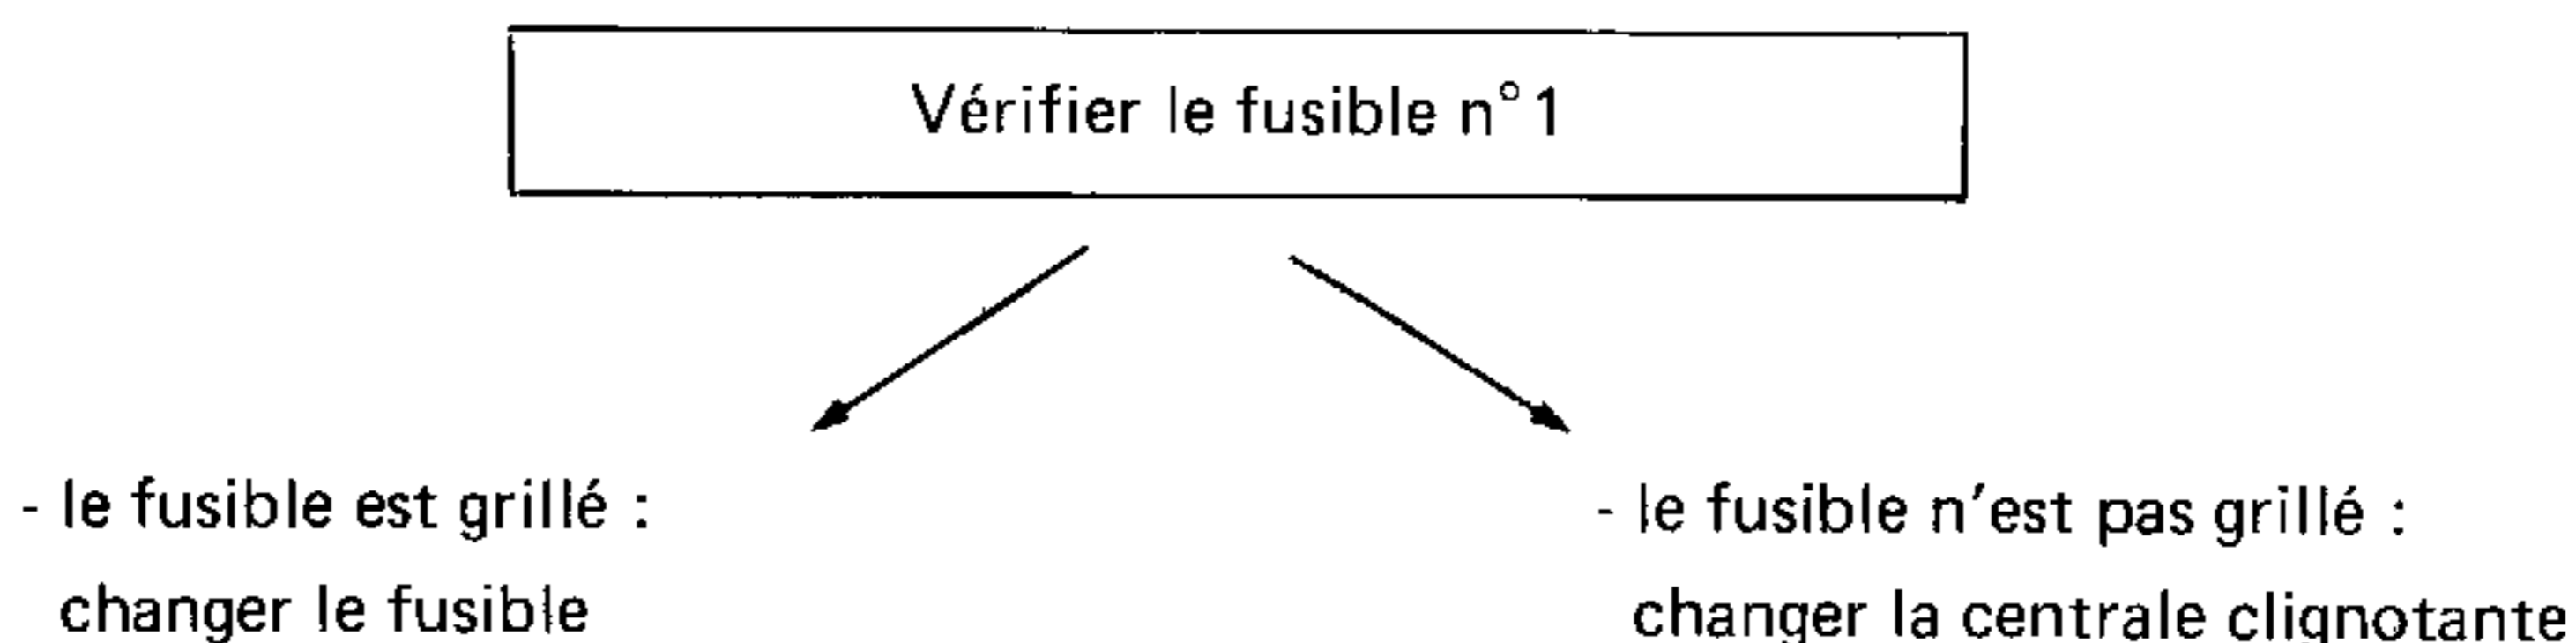 Vérifier le fusible n°1
- le fusible est grillé :
changer le fusible
- le fusible n'est pas grillé :
changer la centrale clignotante